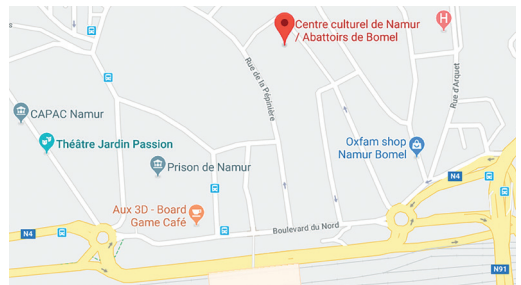 Centre culturel de Namur
/ Abattoirs de Bomel
H
Rue de la Pépinière
Rue d'Arquet
CAPAC Namur
Théâtre Jardin Passion
Oxfam shop
Namur Bomel
Prison de Namur
N4
Aux 3D - Board
Game Café
Boulevard du Nord
N4
N91